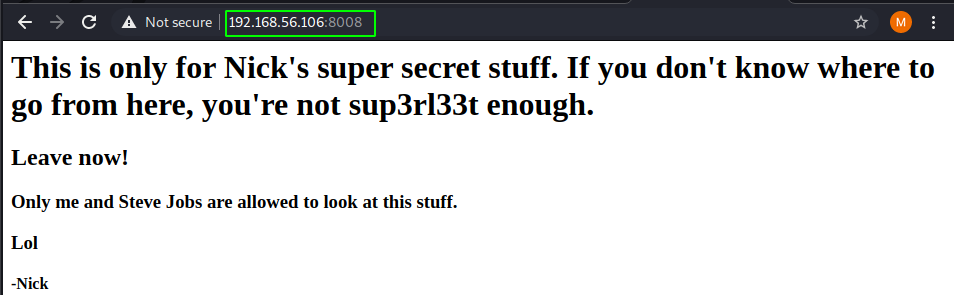 Not secure 192.168.56.106:8008 M
This is only for Nick's super secret stuff. If you don't know where to
go from here, you're not sup3rl33t enough.
Leave now!
Only me and Steve Jobs are allowed to look at this stuff.
Lol
-Nick